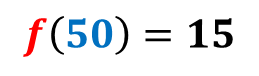 f(50) = 15